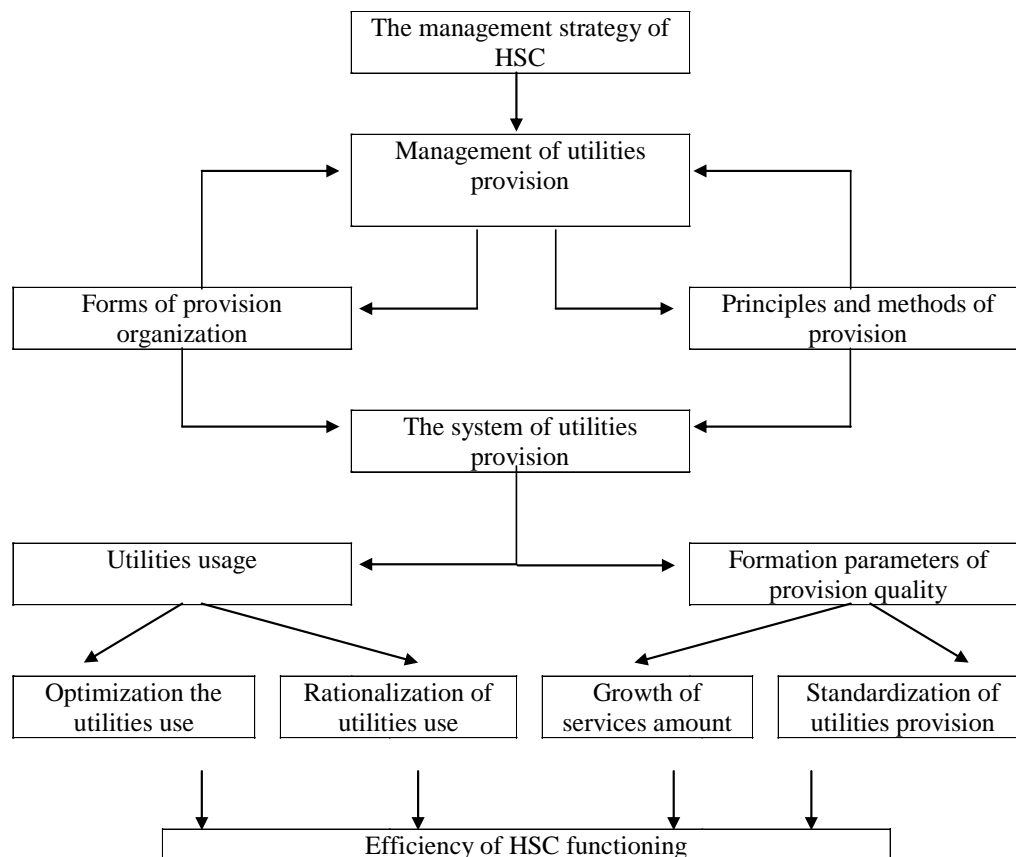 The management strategy of
HSC
Management of utilities
provision
Forms of provision
organization
Principles and methods of
provision
The system of utilities
provision
Utilities usage
Formation parameters of
provision quality
Optimization the
utilities use
Rationalization of
utilities use
Growth of
services amount
Standardization of
utilities provision
Efficiency of HSC functioning